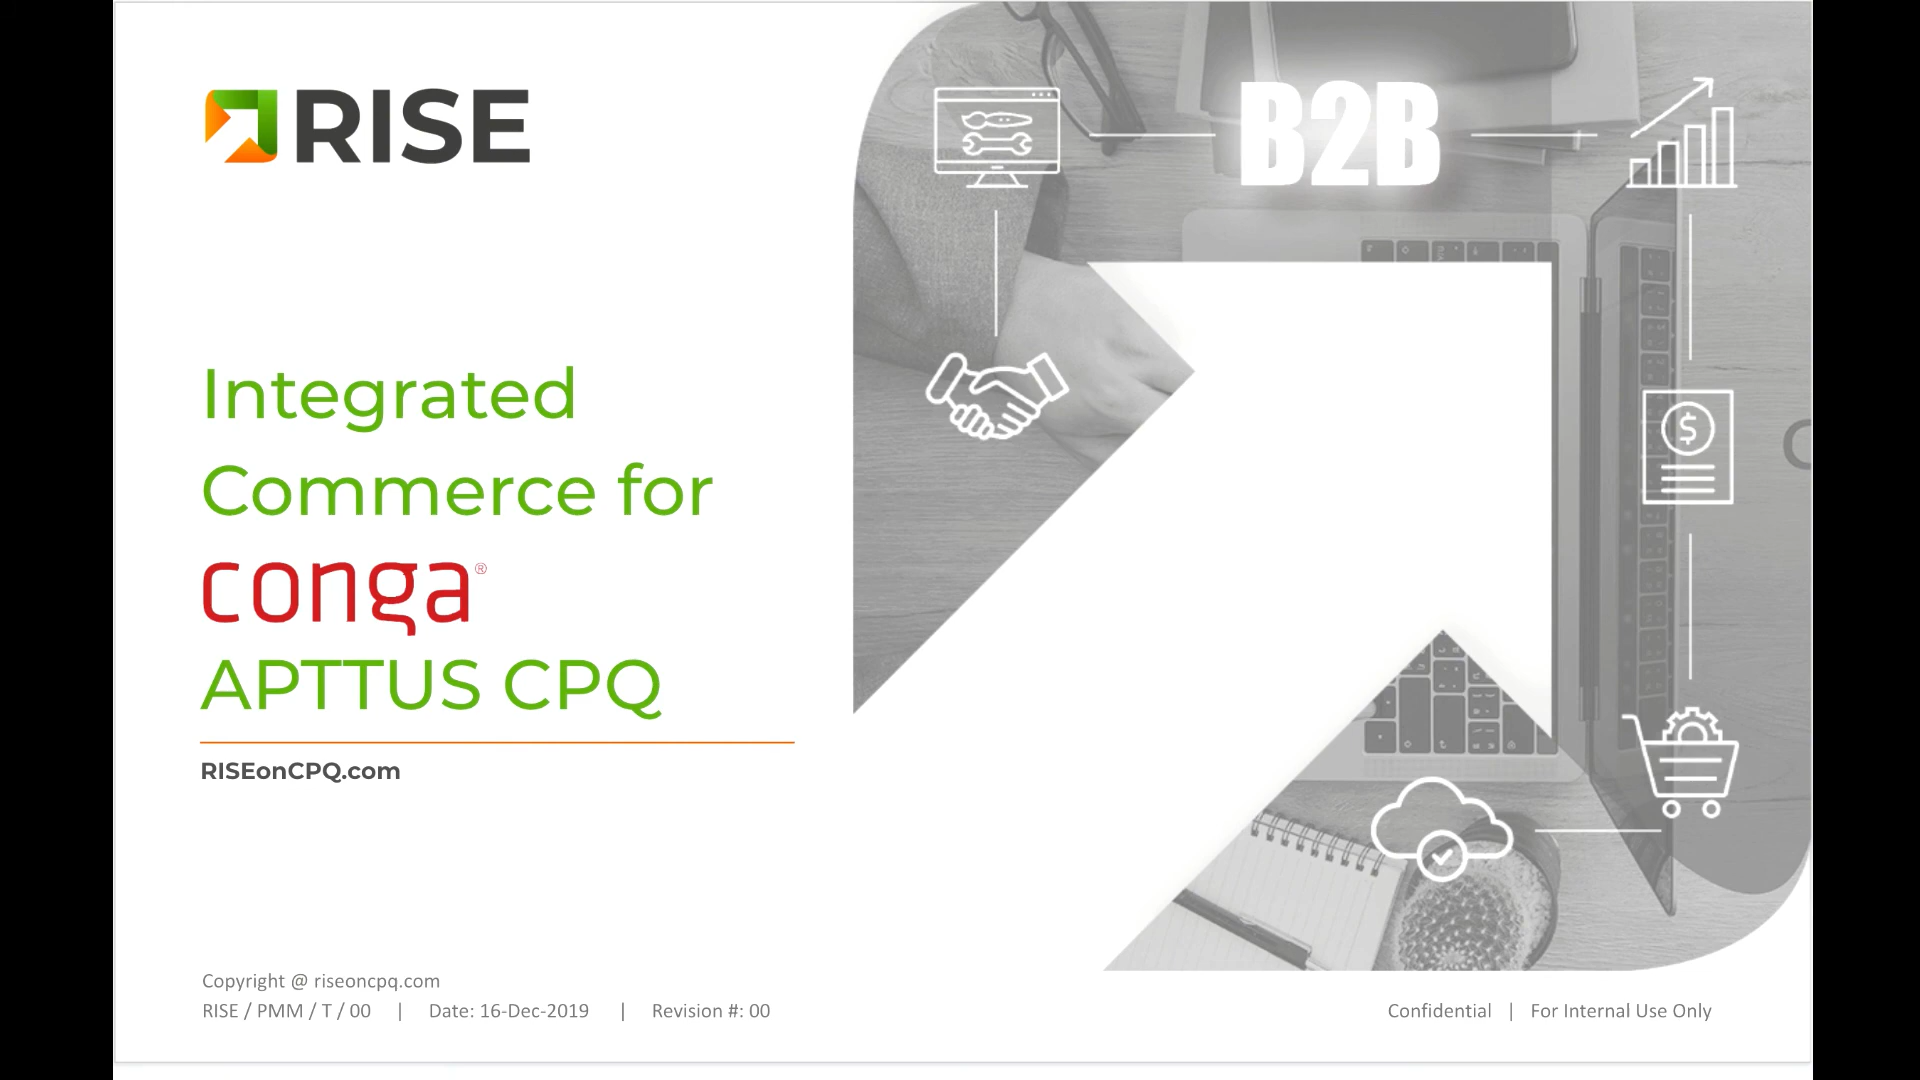 RISE
B2B
Integrated
Commerce for
conga®
APTTUS CPQ
RISEonCPQ.com
$
Copyright @ riseoncpq.com
RISE / PMM / T / 00 | Date: 16-Dec-2019 | Revision #: 00
Confidential | For Internal Use Only